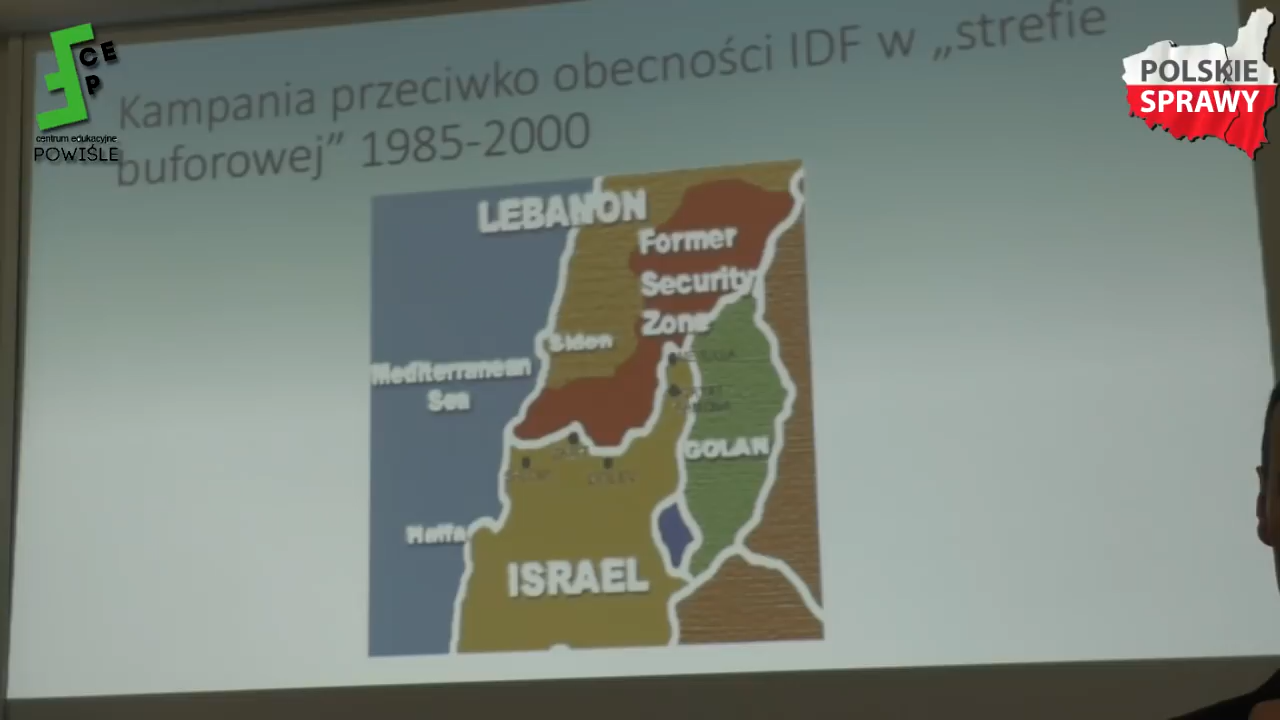 CEP
centrum edukacyjne
POWIŚLE
POLSKIE
SPRAWY
Kampania przeciwko obecności IDF w „strefie
buforowej” 1985-2000
LEBANON
Former
Security
Zone
Sidon
Mediterranean
Sea
GOLAN
Haifa
ISRAEL